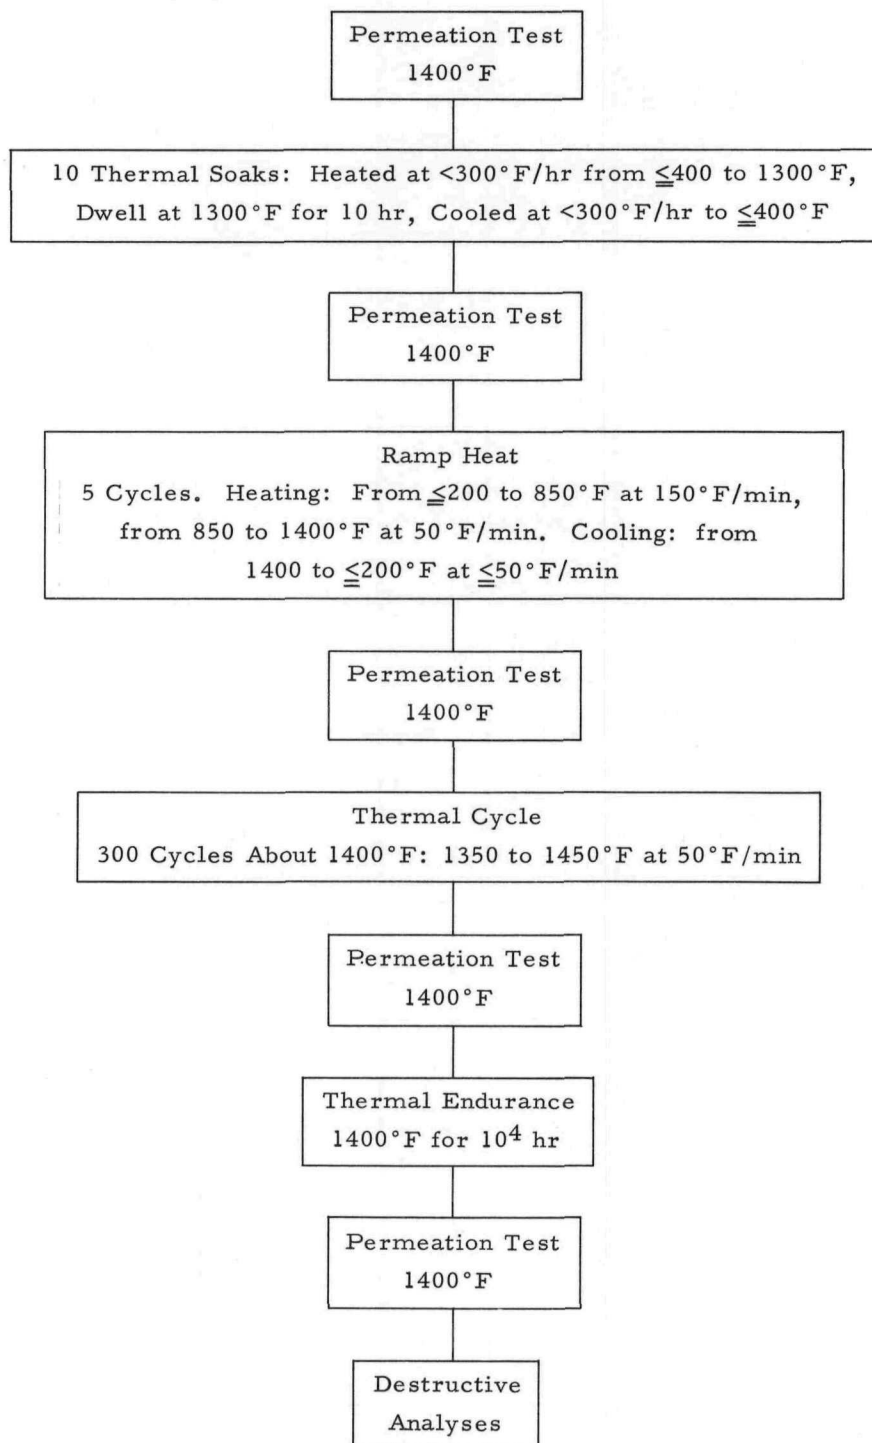 Permeation Test
1400°F
10 Thermal Soaks: Heated at <300°F/hr from ≦400 to 1300°F,
Dwell at 1300°F for 10 hr, Cooled at <300°F/hr to ≦400°F
Permeation Test
1400°F
Ramp Heat
5 Cycles. Heating: From ≦200 to 850°F at 150°F/min,
from 850 to 1400°F at 50°F/min. Cooling: from
1400 to ≦200°F at ≦50°F/min
Permeation Test
1400°F
Thermal Cycle
300 Cycles About 1400°F: 1350 to 1450°F at 50°F/min
Permeation Test
1400°F
Thermal Endurance
1400°F for 10⁴ hr
Permeation Test
1400°F
Destructive
Analyses